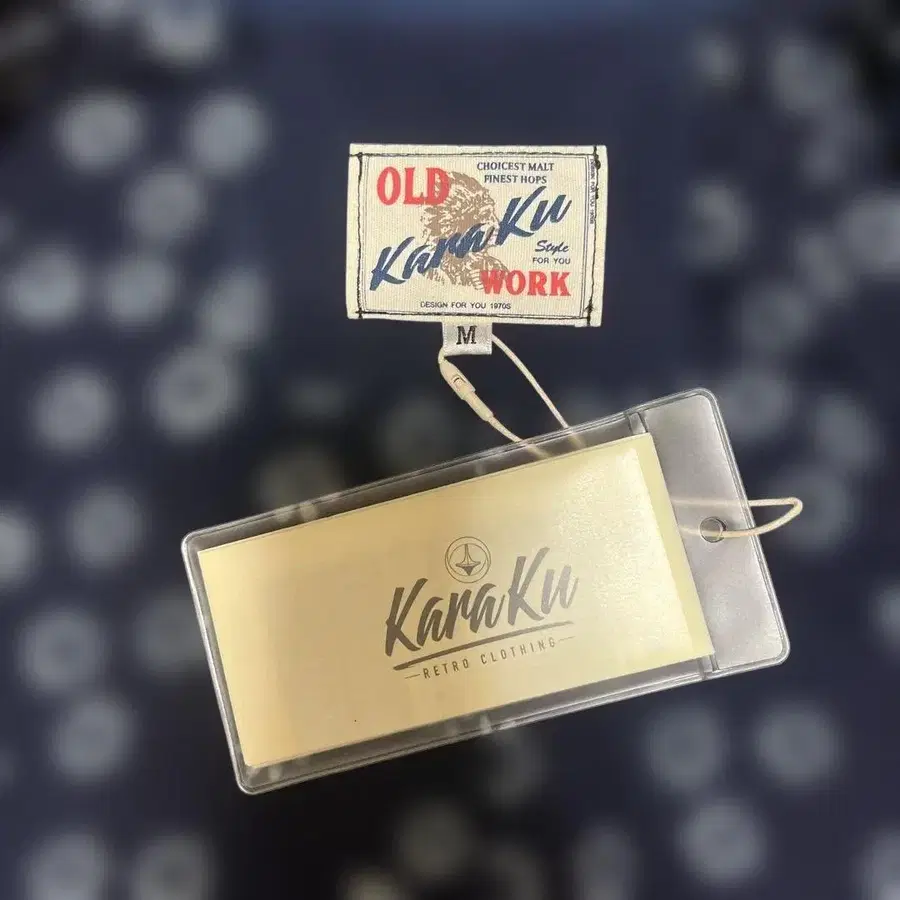 OLD
CHOICEST MALT
FINEST HOPS
KaraKu
Style
FOR YOU
WORK
DESIGN FOR YOU 1970S
M
KaraKu
RETRO CLOTHING